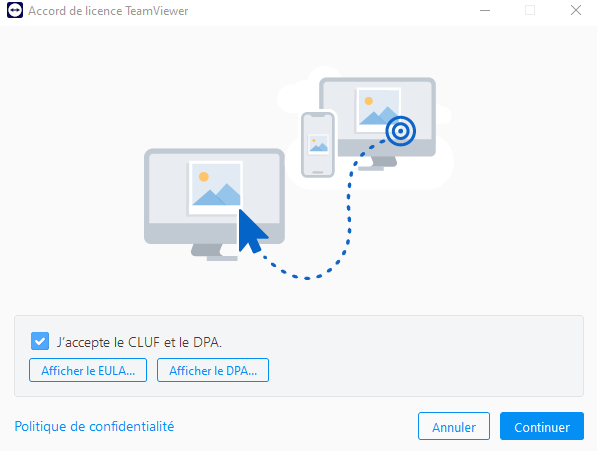 Accord de licence TeamViewer
J'accepte le CLUF et le DPA.
Afficher le EULA...
Afficher le DPA...
Politique de confidentialité
Annuler
Continuer